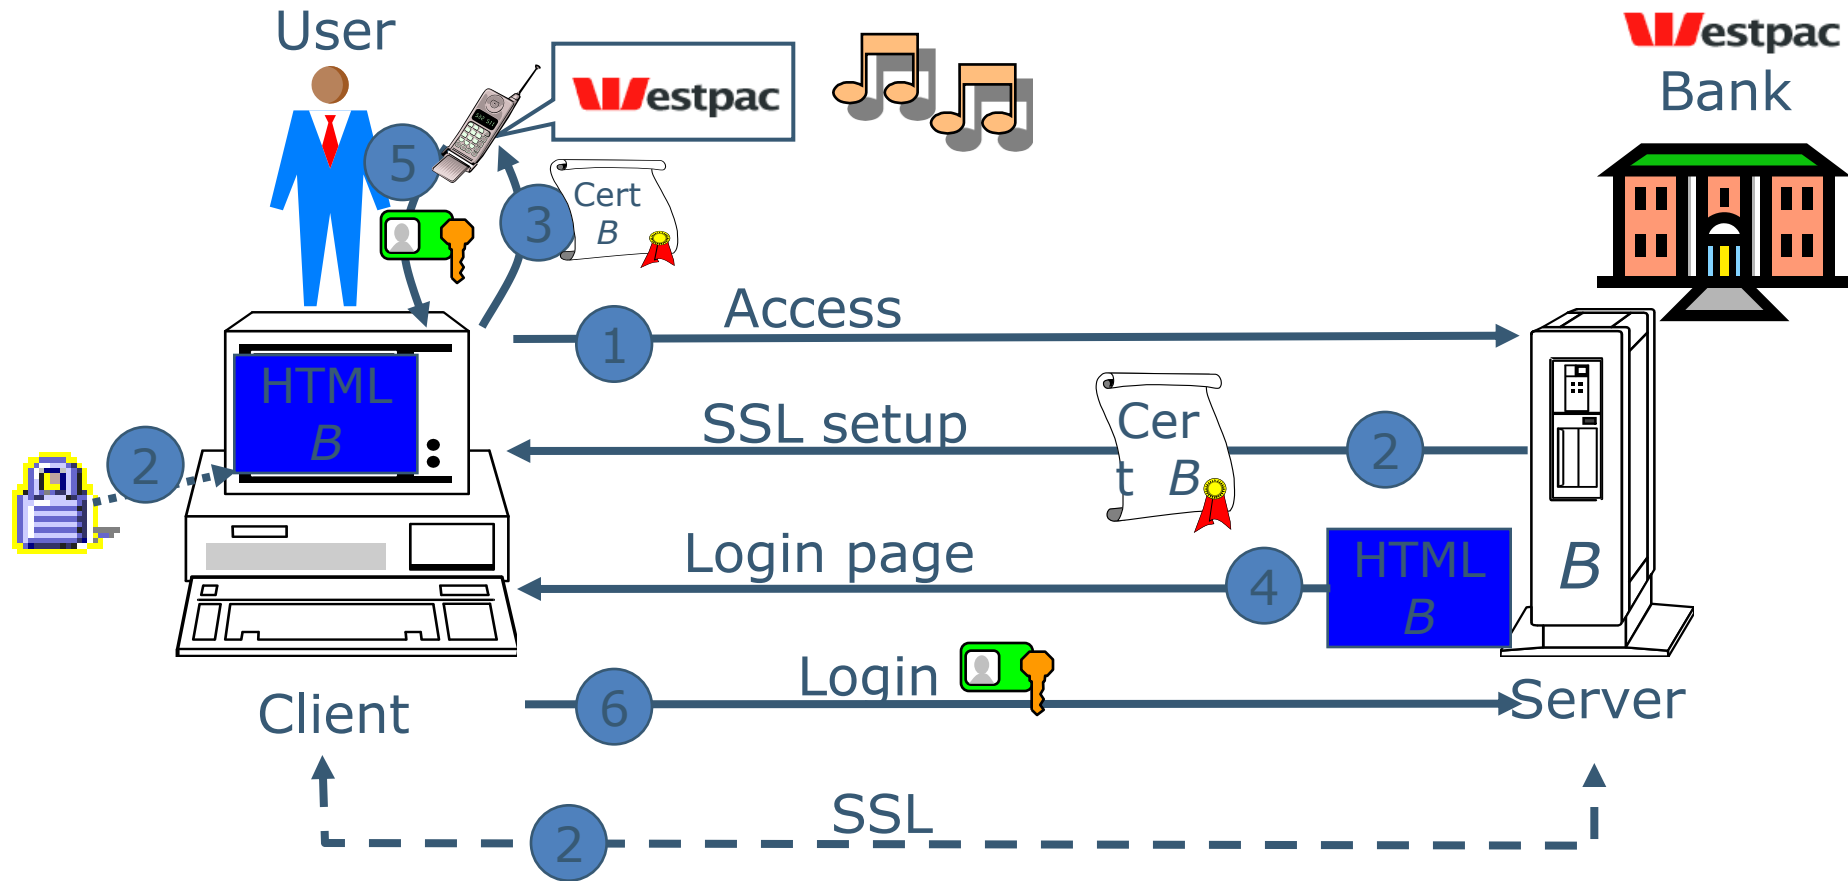 User
Westpac
Westpac
Bank
5
3
Cert
B
Access
1
HTML
B
SSL setup
Cer
t B
2
2
Login page
4
HTML
B
B
Login
6
Client
Server
SSL
2